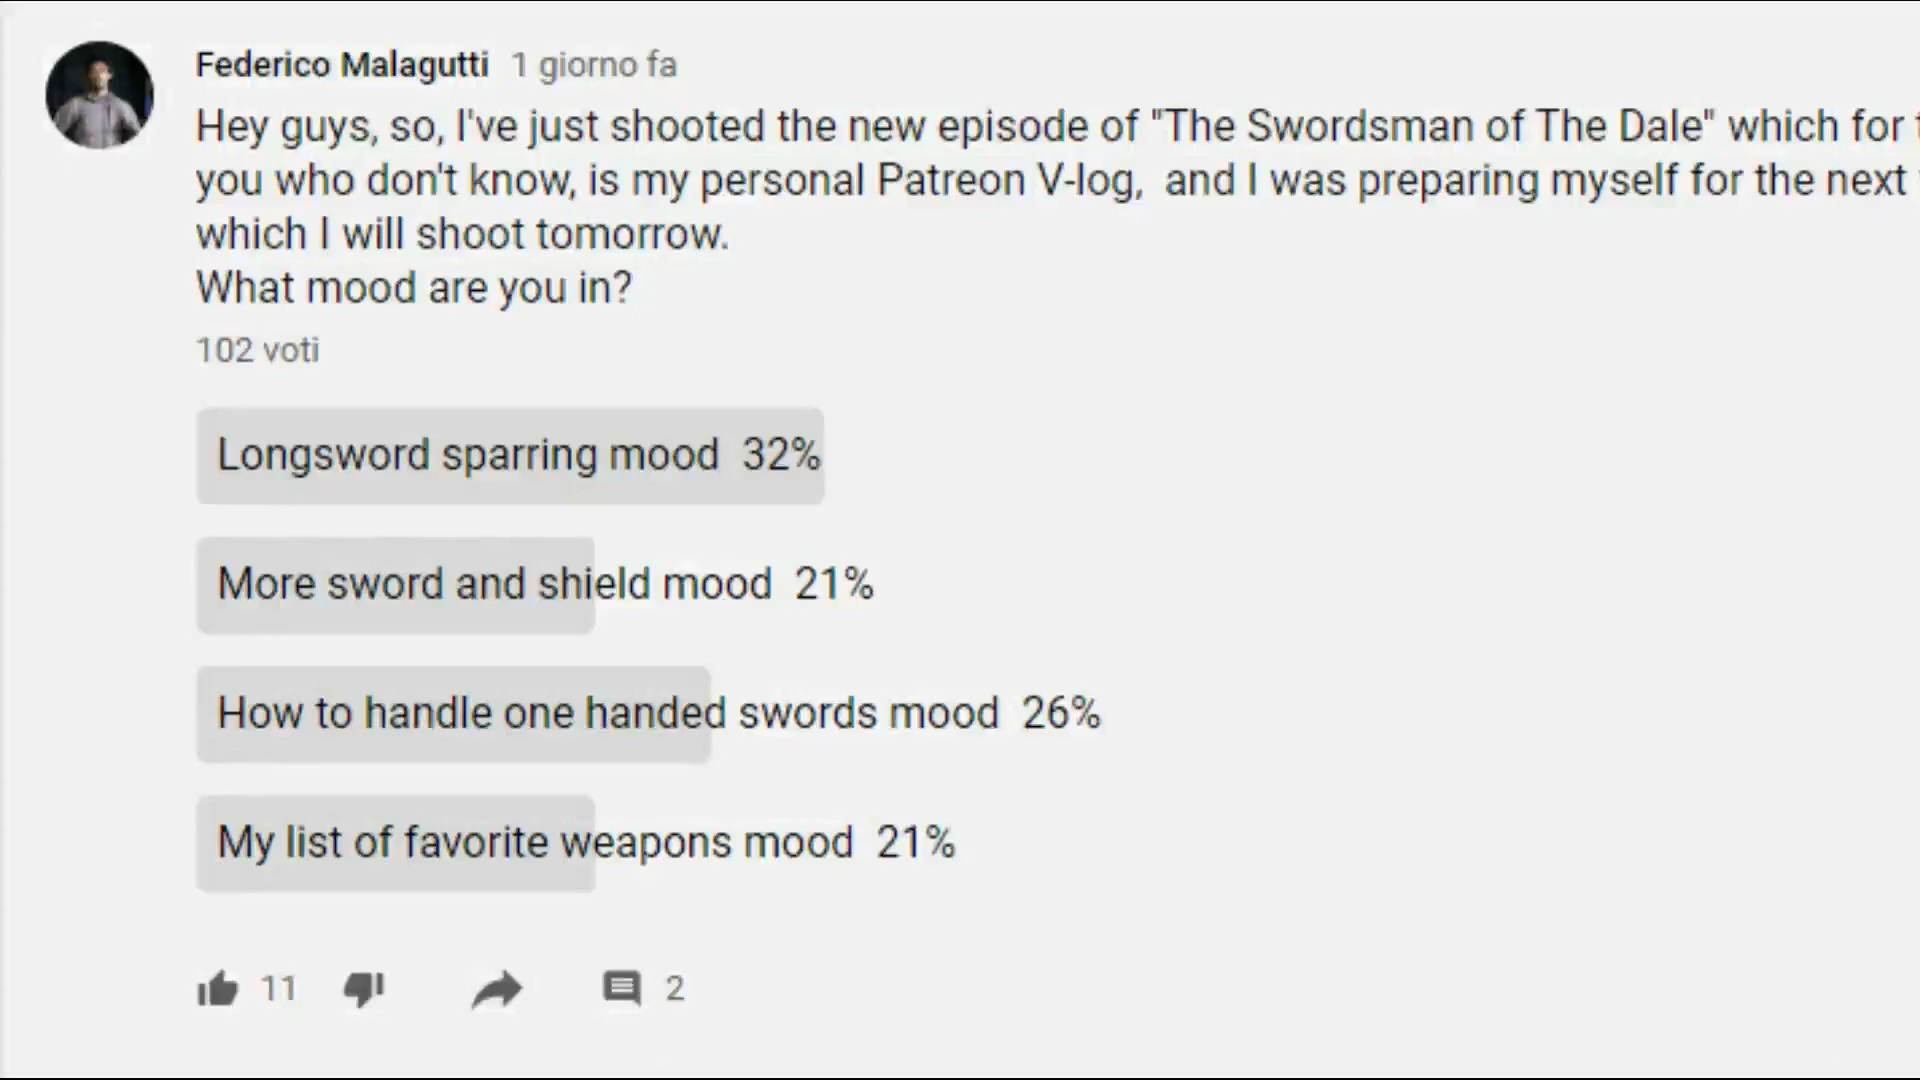 Federico Malagutti 1 giorno fa
Hey guys, so, I've just shooted the new episode of "The Swordsman of The Dale" which for
you who don't know, is my personal Patreon V-log, and I was preparing myself for the next
which I will shoot tomorrow.
What mood are you in?
102 voti
Longsword sparring mood 32%
More sword and shield mood 21%
How to handle one handed swords mood 26%
My list of favorite weapons mood 21%
11 2